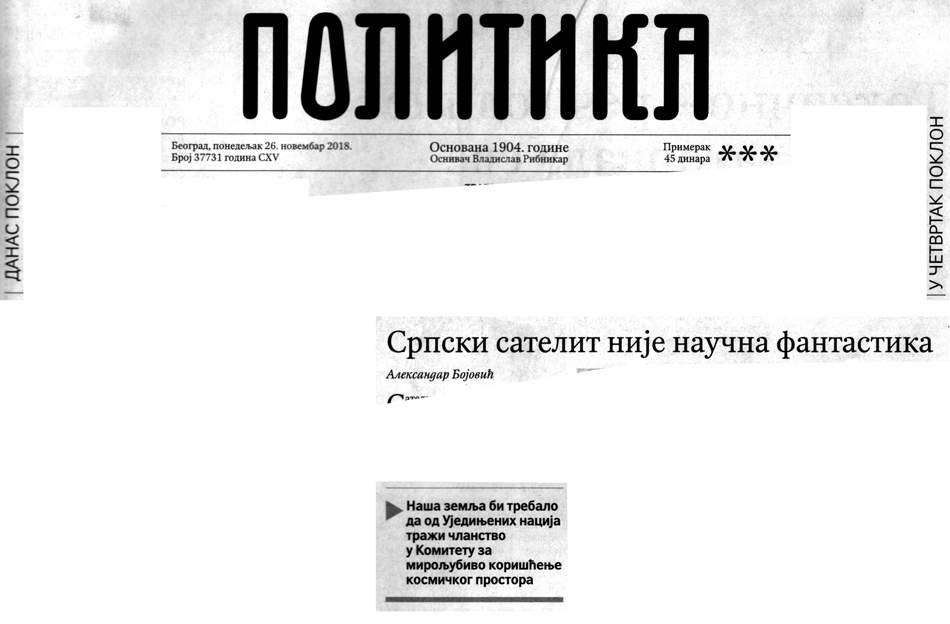 ПОЛИТИКА
Београд, понедељак 26. новембар 2018.
Број 37731 година CXV
Основана 1904. године
Оснивач Владислав Рибникар
Примерак
45 динара
***
ДАНАС ПОКЛОН
У ЧЕТВРТАК ПОКЛОН
Српски сателит није научна фантастика
Александар Бојовић
Наша земља би требало
да од Уједињених нација
тражи чланство
у Комитету за
мирољубиво коришћење
космичког простора